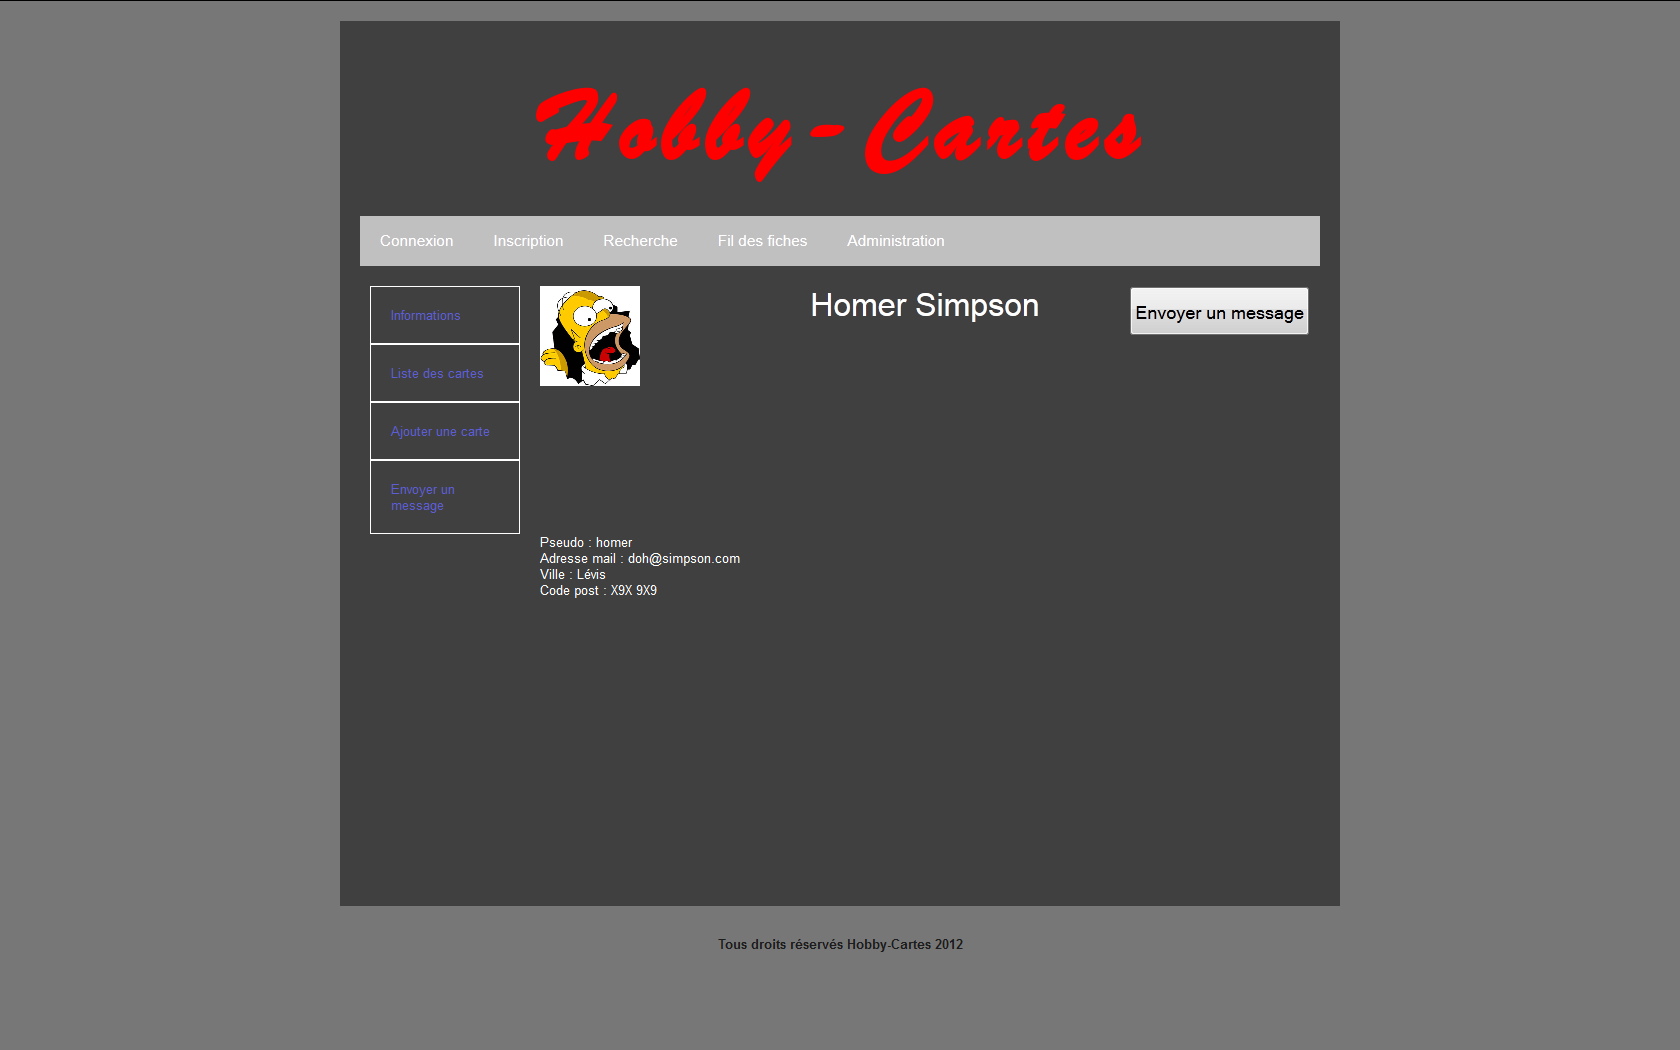 Hobby-Cartes
Connexion Inscription Recherche Fil des fiches Administration
Informations
Liste des cartes
Ajouter une carte
Envoyer un
message
Homer Simpson
Envoyer un message
Pseudo : homer
Adresse mail : doh@simpson.com
Ville : Lévis
Code post : X9X 9X9
Tous droits réservés Hobby-Cartes 2012